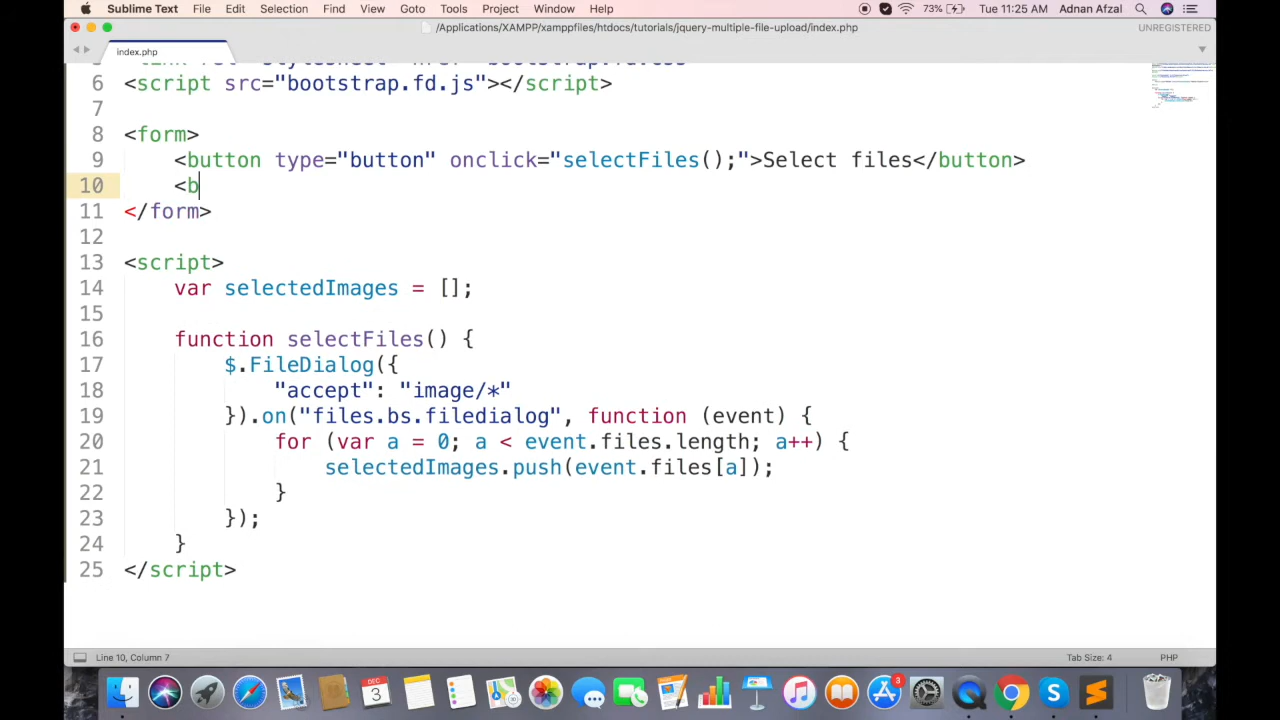 Sublime Text File Edit Selection Find View Goto Tools Project Window Help 73% Tue 11:25 AM Adnan Afzal
/Applications/XAMPP/xamppfiles/htdocs/tutorials/jquery-multiple-file-upload/index.php UNREGISTERED
index.php
6 <script src="bootstrap.fd.js"></script>
7
8 <form>
9 <button type="button" onclick="selectFiles();">Select files</button>
10 <b
11 </form>
12
13 <script>
14 var selectedImages = [];
15
16 function selectFiles() {
17 $.FileDialog({
18 "accept": "image/*"
19 }).on("files.bs.filedialog", function (event) {
20 for (var a = 0; a < event.files.length; a++) {
21 selectedImages.push(event.files[a]);
22 }
23 });
24 }
25 </script>
Line 10, Column 7 Tab Size: 4 PHP
DEC
3
3